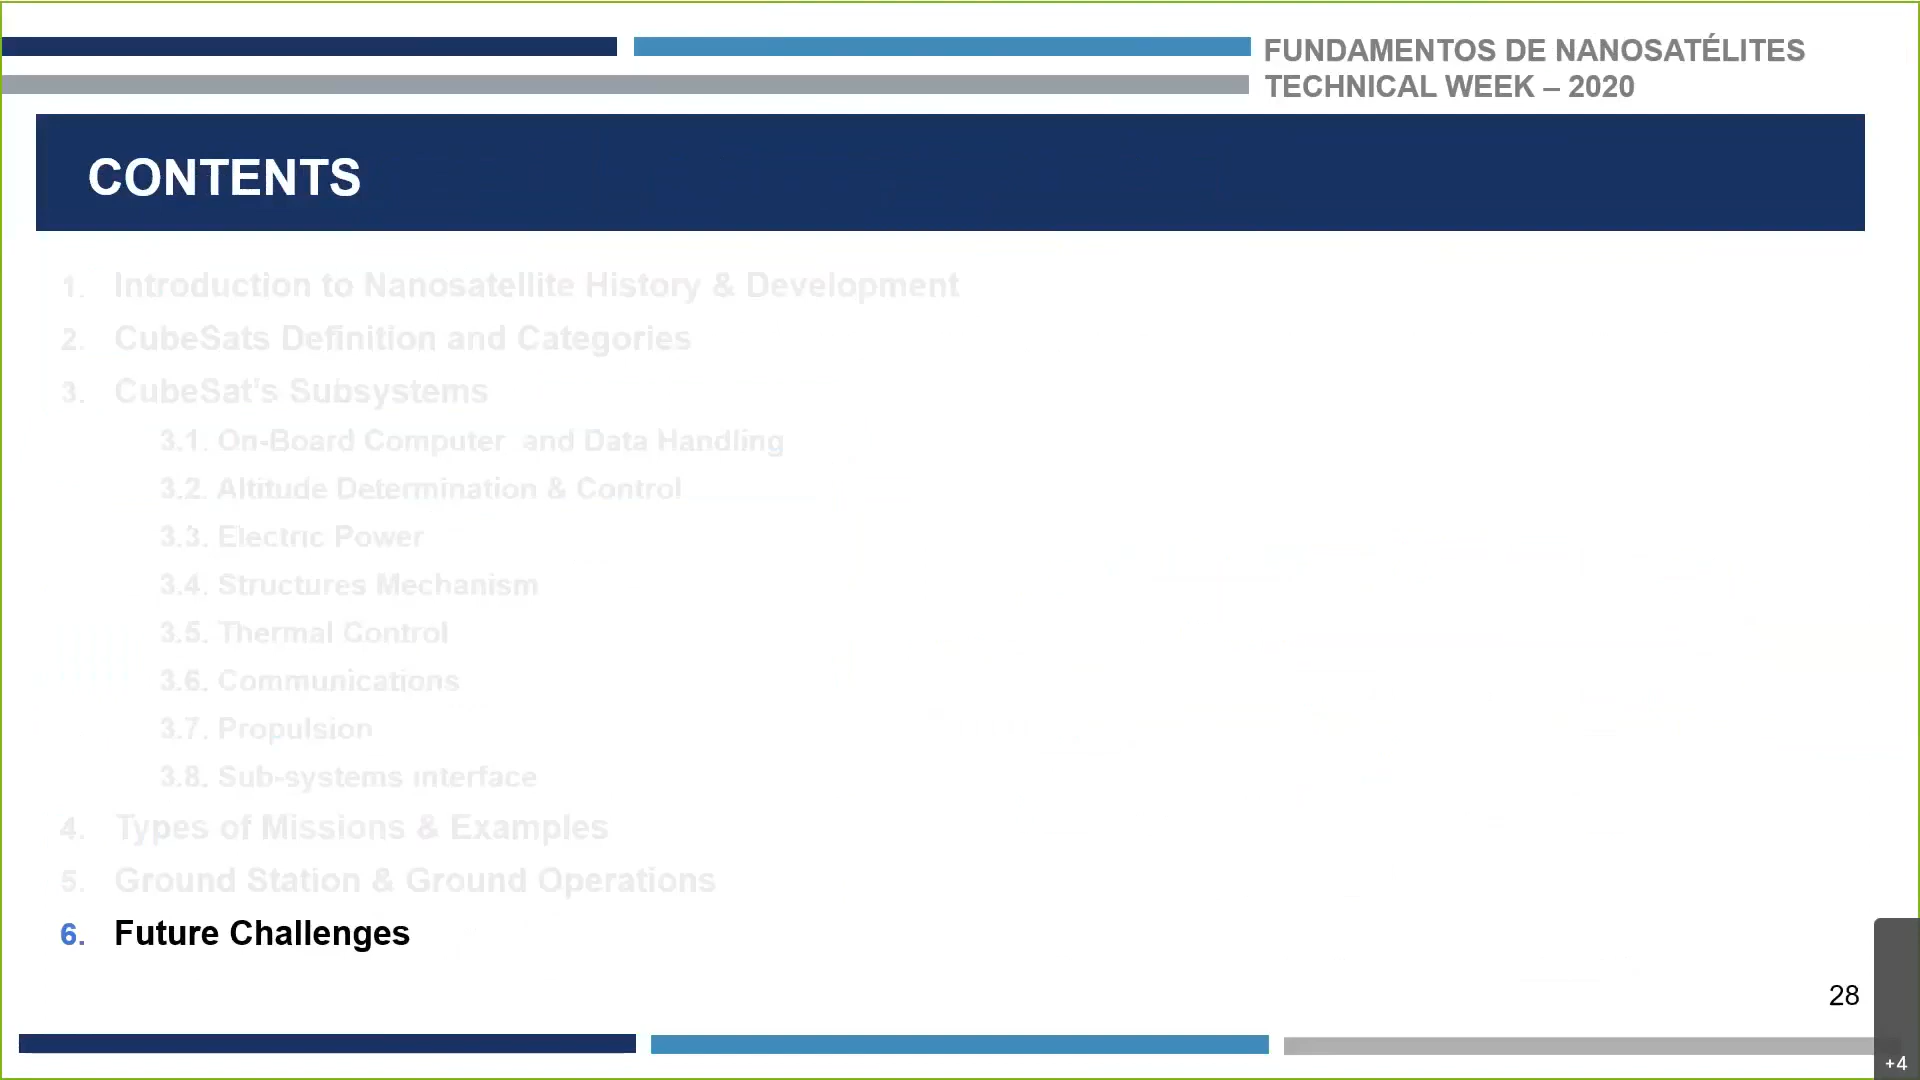 FUNDAMENTOS DE NANOSATÉLITES
TECHNICAL WEEK – 2020
CONTENTS
1. Introduction to Nanosatellite History & Development
2. CubeSats Definition and Categories
3. CubeSat's Subsystems
3.1. On-Board Computer and Data Handling
3.2. Altitude Determination & Control
3.3. Electric Power
3.4. Structures Mechanism
3.5. Thermal Control
3.6. Communications
3.7. Propulsion
3.8. Sub-systems interface
4. Types of Missions & Examples
5. Ground Station & Ground Operations
6. Future Challenges
28
+4